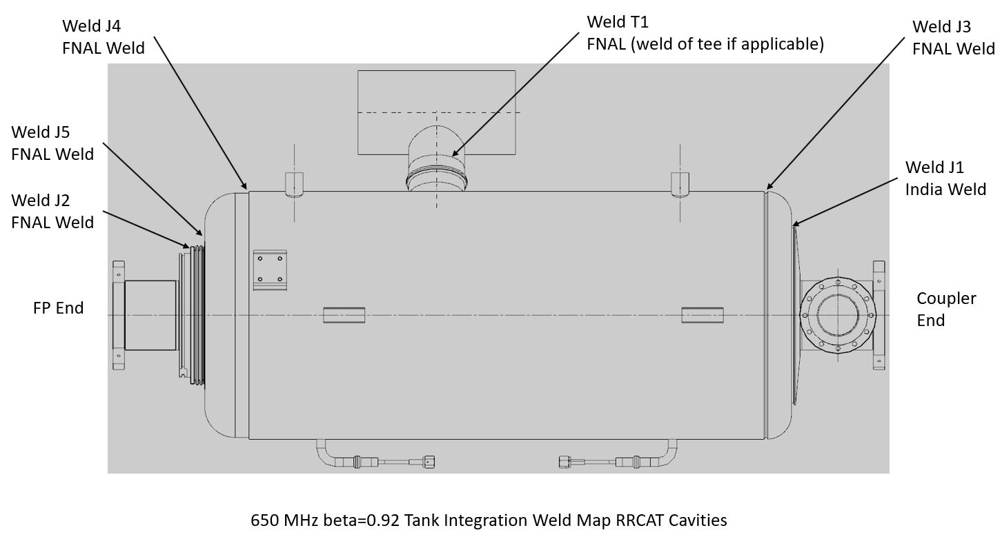 Weld J4
FNAL Weld
Weld T1
FNAL (weld of tee if applicable)
Weld J3
FNAL Weld
Weld J5
FNAL Weld
Weld J1
India Weld
Weld J2
FNAL Weld
FP End
Coupler
End
650 MHz beta=0.92 Tank Integration Weld Map RRCAT Cavities